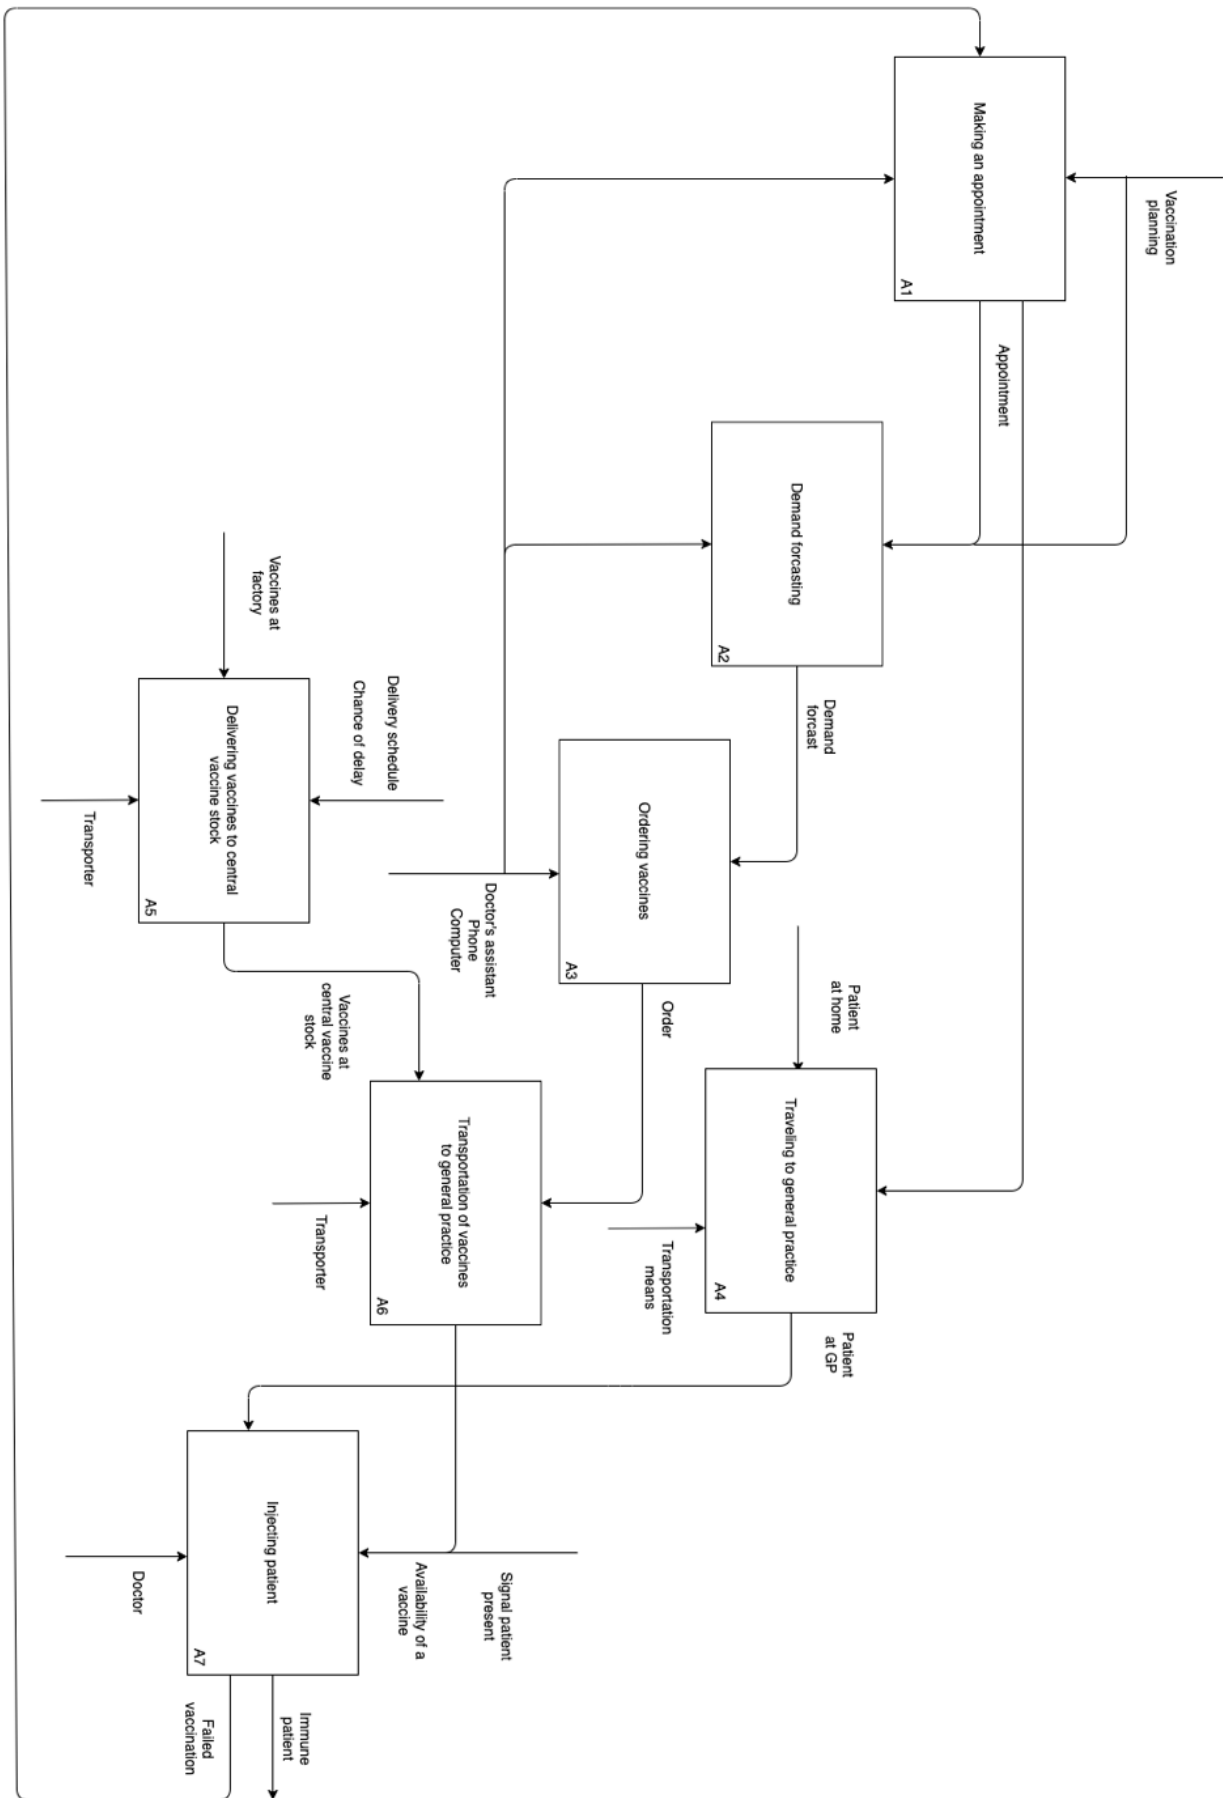 Vaccination
planning
Making an appointment
A1
Appointment
Demand forcasting
A2
Demand
forcast
Ordering vaccines
A3
Doctor's assistant
Phone
Computer
Order
Patient
at home
Traveling to general practice
A4
Transportation
means
Patient
at GP
Vaccines at
factory
Delivery schedule
Chance of delay
Delivering vaccines to central
vaccine stock
A5
Transporter
Vaccines at
central vaccine
stock
Transportation of vaccines
to general practice
A6
Transporter
Signal patient
present
Availability of a
vaccine
Injecting patient
A7
Doctor
Immune
patient
Failed
vaccination